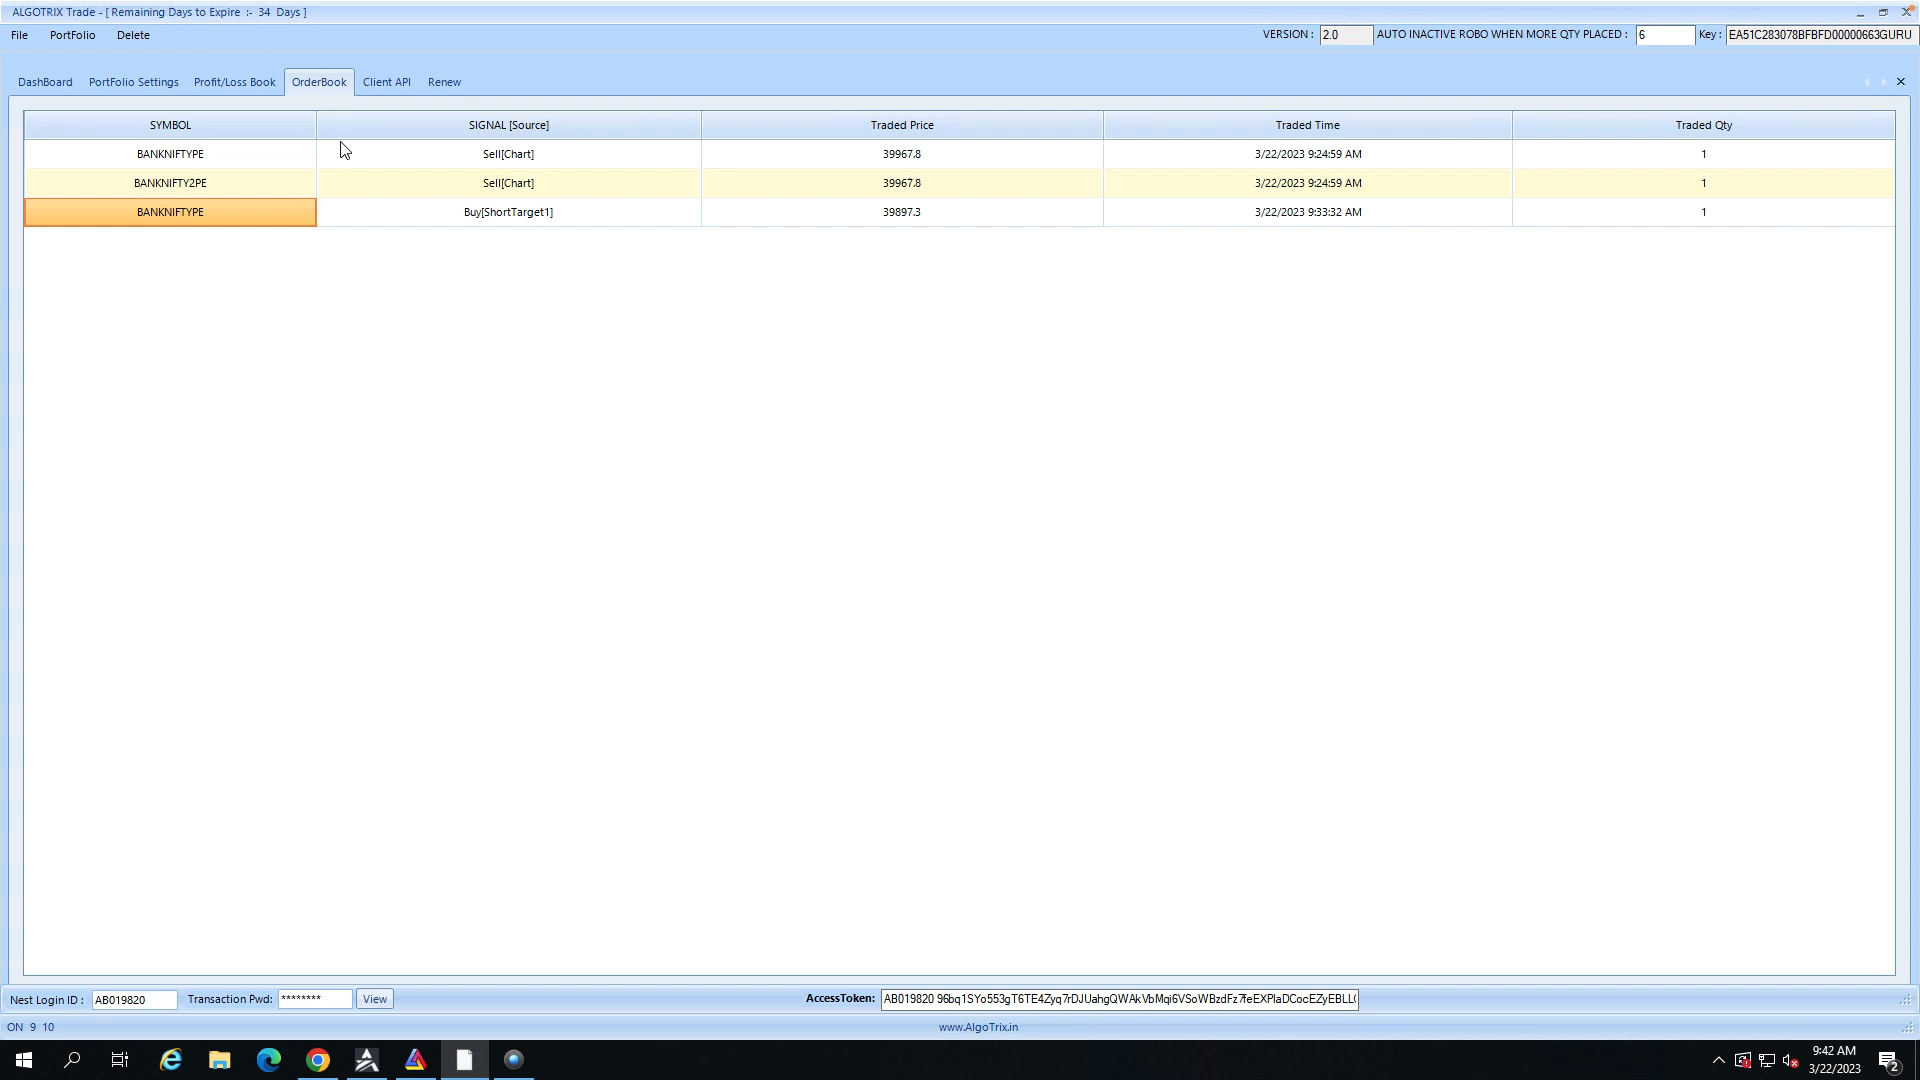 ALGOTRIX Trade - [ Remaining Days to Expire :- 34 Days ]
File PortFolio Delete VERSION : 2.0 AUTO INACTIVE ROBO WHEN MORE QTY PLACED : 6 Key : EA51C283078BFBFD00000663GURU
DashBoard PortFolio Settings Profit/Loss Book OrderBook Client API Renew
SYMBOL SIGNAL [Source] Traded Price Traded Time Traded Qty
BANKNIFTYPE Sell[Chart] 39967.8 3/22/2023 9:24:59 AM 1
BANKNIFTY2PE Sell[Chart] 39967.8 3/22/2023 9:24:59 AM 1
BANKNIFTYPE Buy[ShortTarget1] 39897.3 3/22/2023 9:33:32 AM 1
Nest Login ID : AB019820 Transaction Pwd: ******** View AccessToken: AB019820
ON 9 10 www.AlgoTrix.in
9:42 AM
3/22/2023
2